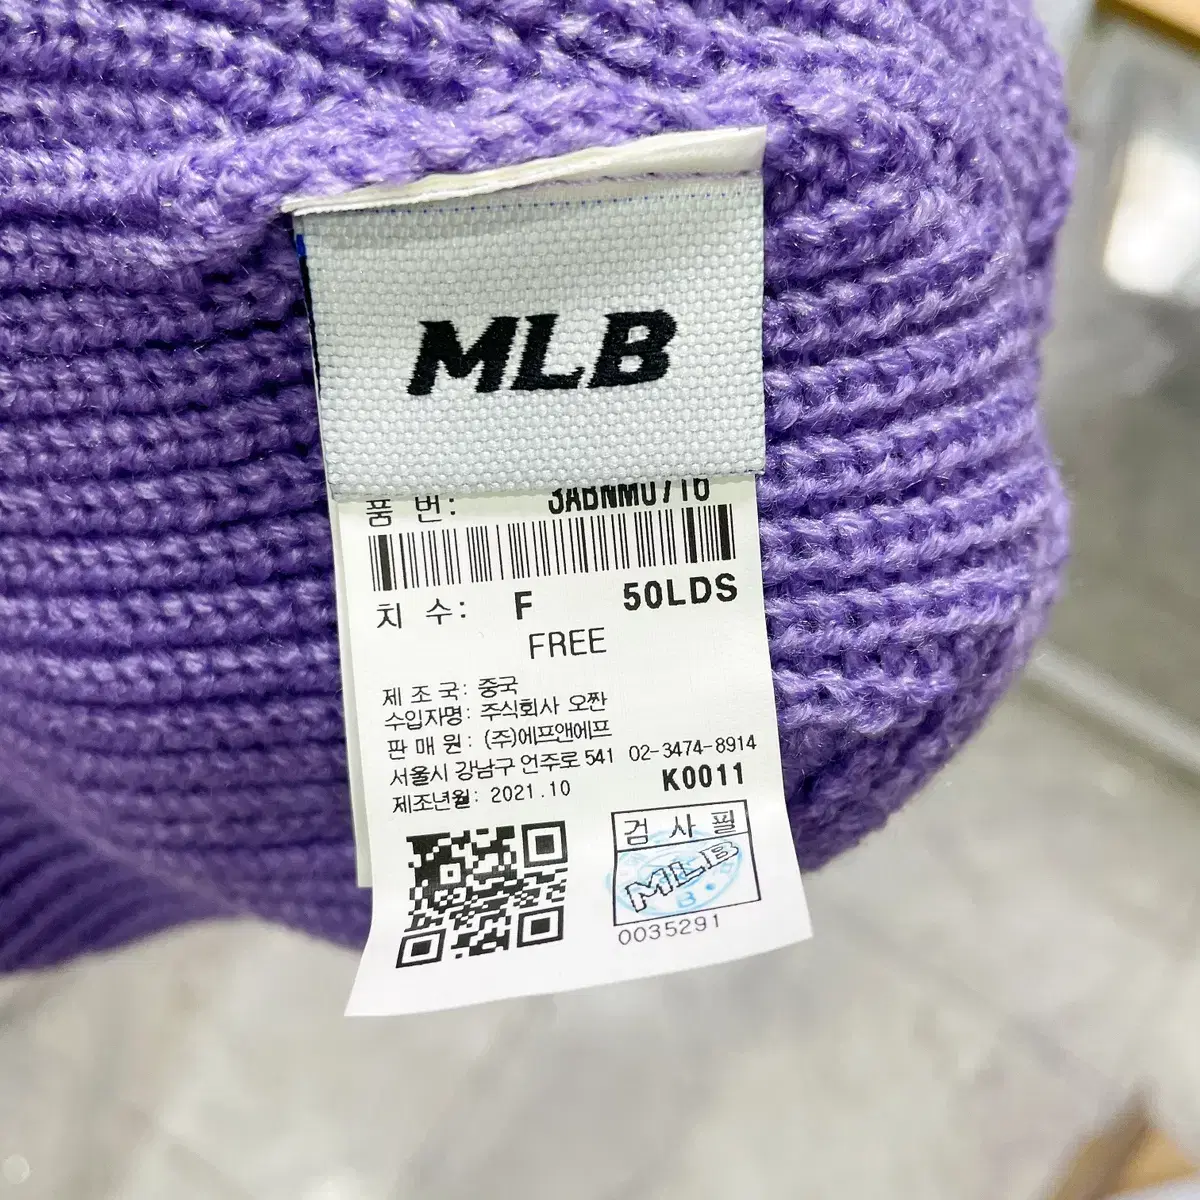 MLB
품 번: 3ABNM0716
치 수: F 50LDS
FREE
제 조 국: 중국
수입자명: 주식회사 오짠
판 매 원: (주)에프앤에프
서울시 강남구 언주로 541 02-3474-8914
제조년월: 2021.10 K0011
검 사 필
MLB
0035291